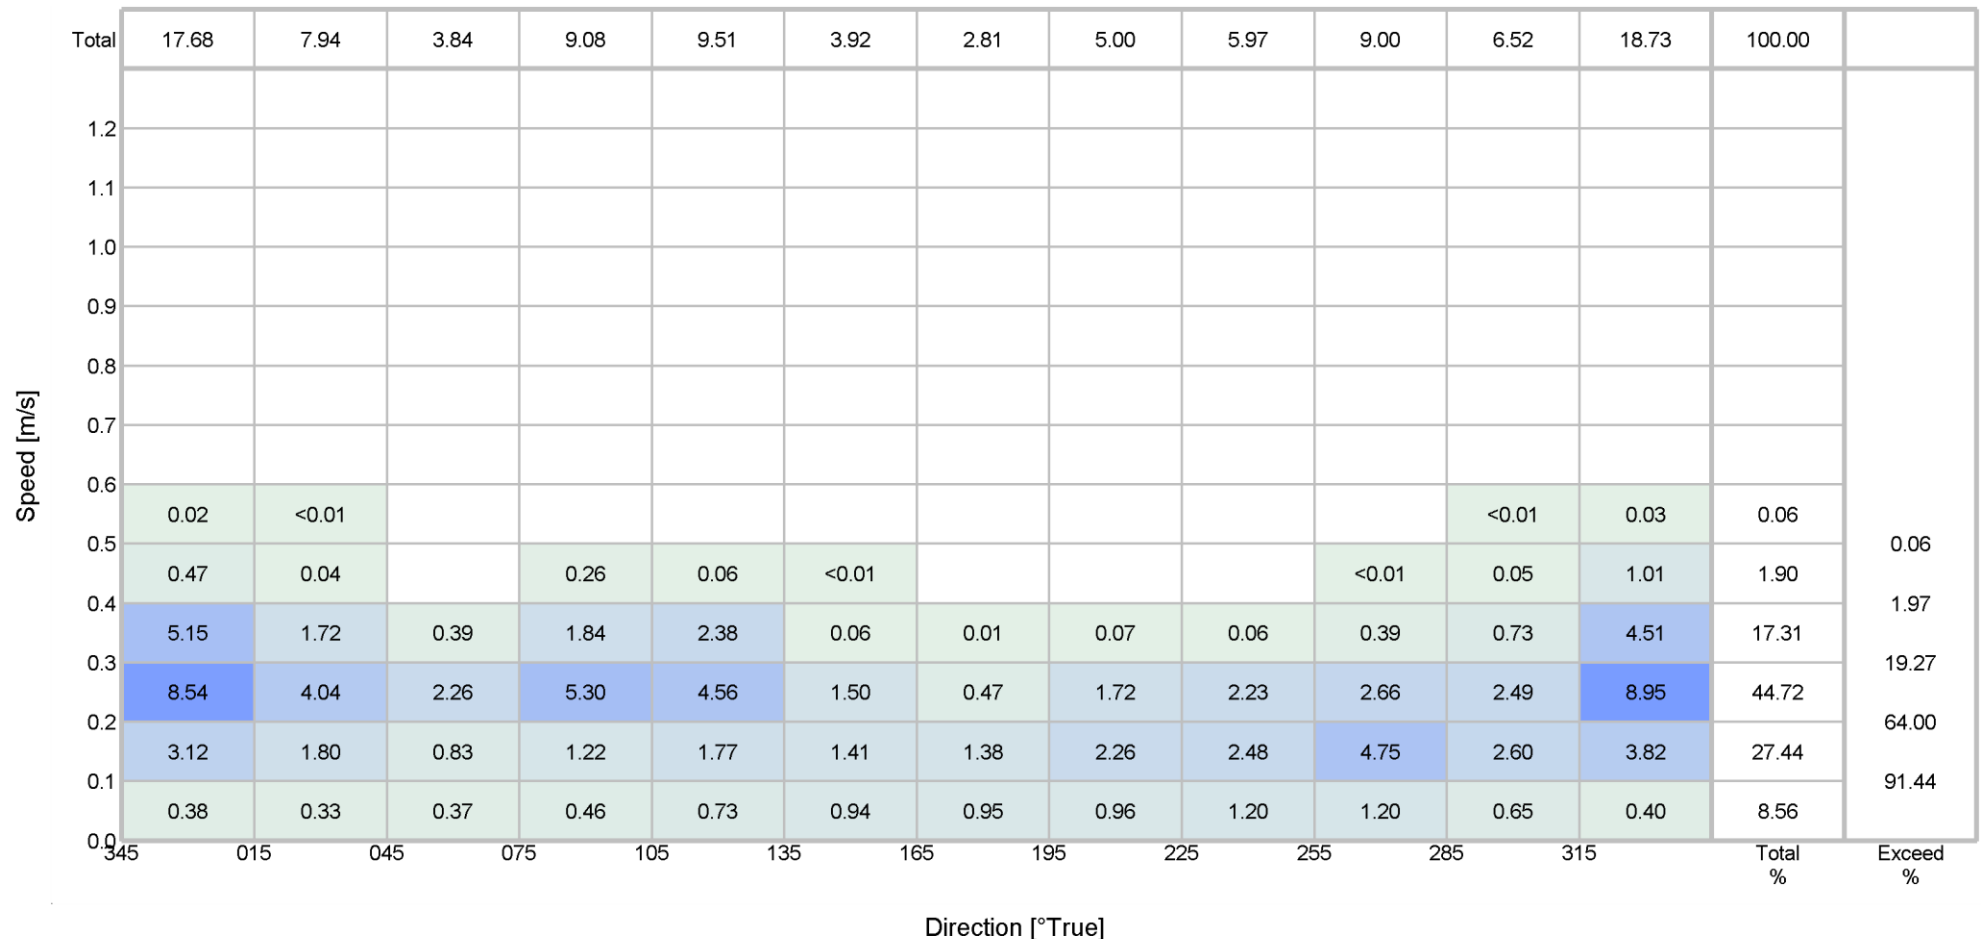 Total 17.68 7.94 3.84 9.08 9.51 3.92 2.81 5.00 5.97 9.00 6.52 18.73 100.00
1.2
1.1
1.0
0.9
0.8
0.7
0.6
0.02 <0.01 <0.01 0.03 0.06
0.5 0.06
0.47 0.04 0.26 0.06 <0.01 <0.01 0.05 1.01 1.90
0.4 1.97
5.15 1.72 0.39 1.84 2.38 0.06 0.01 0.07 0.06 0.39 0.73 4.51 17.31
0.3 19.27
8.54 4.04 2.26 5.30 4.56 1.50 0.47 1.72 2.23 2.66 2.49 8.95 44.72
0.2 64.00
3.12 1.80 0.83 1.22 1.77 1.41 1.38 2.26 2.48 4.75 2.60 3.82 27.44
0.1 91.44
0.38 0.33 0.37 0.46 0.73 0.94 0.95 0.96 1.20 1.20 0.65 0.40 8.56
0.0
345 015 045 075 105 135 165 195 225 255 285 315 Total Exceed
% %
Speed [m/s]
Direction [°True]